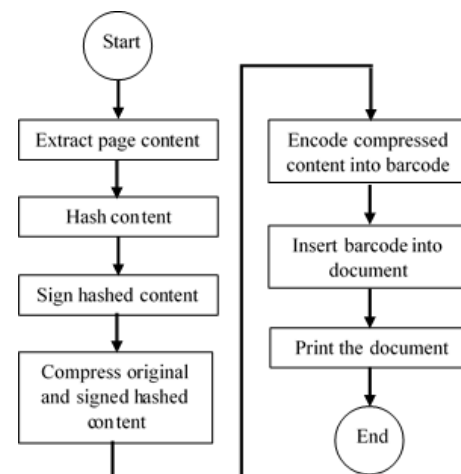 Start
Extract page content
Hash content
Sign hashed content
Compress original
and signed hashed
content
Encode compressed
content into barcode
Insert barcode into
document
Print the document
End